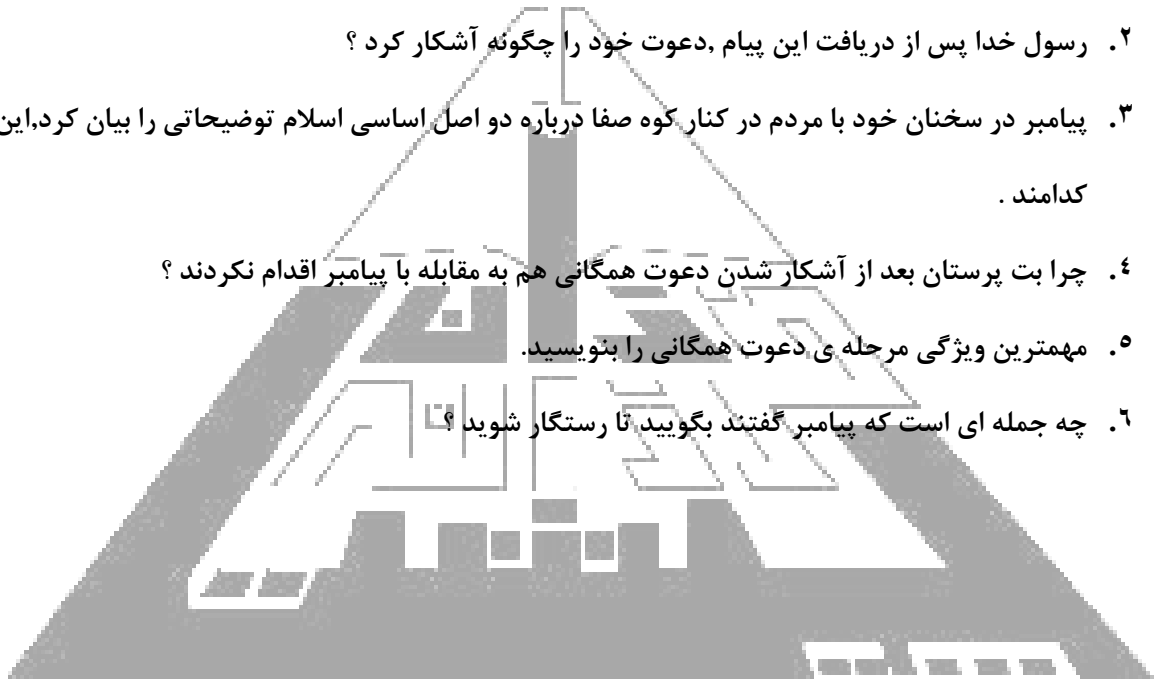 ۲. رسول خدا پس از دریافت این پیام ,دعوت خود را چگونه آشکار کرد ؟
۳. پیامبر در سخنان خود با مردم در کنار کوه صفا درباره دو اصل اساسی اسلام توضیحاتی را بیان کرد,این
کدامند .
٤. چرا بت پرستان بعد از آشکار شدن دعوت همگانی هم به مقابله با پیامبر اقدام نکردند ؟
٥. مهمترین ویژگی مرحله ی دعوت همگانی را بنویسید.
٦. چه جمله ای است که پیامبر گفتند بگویید تا رستگار شوید ؟